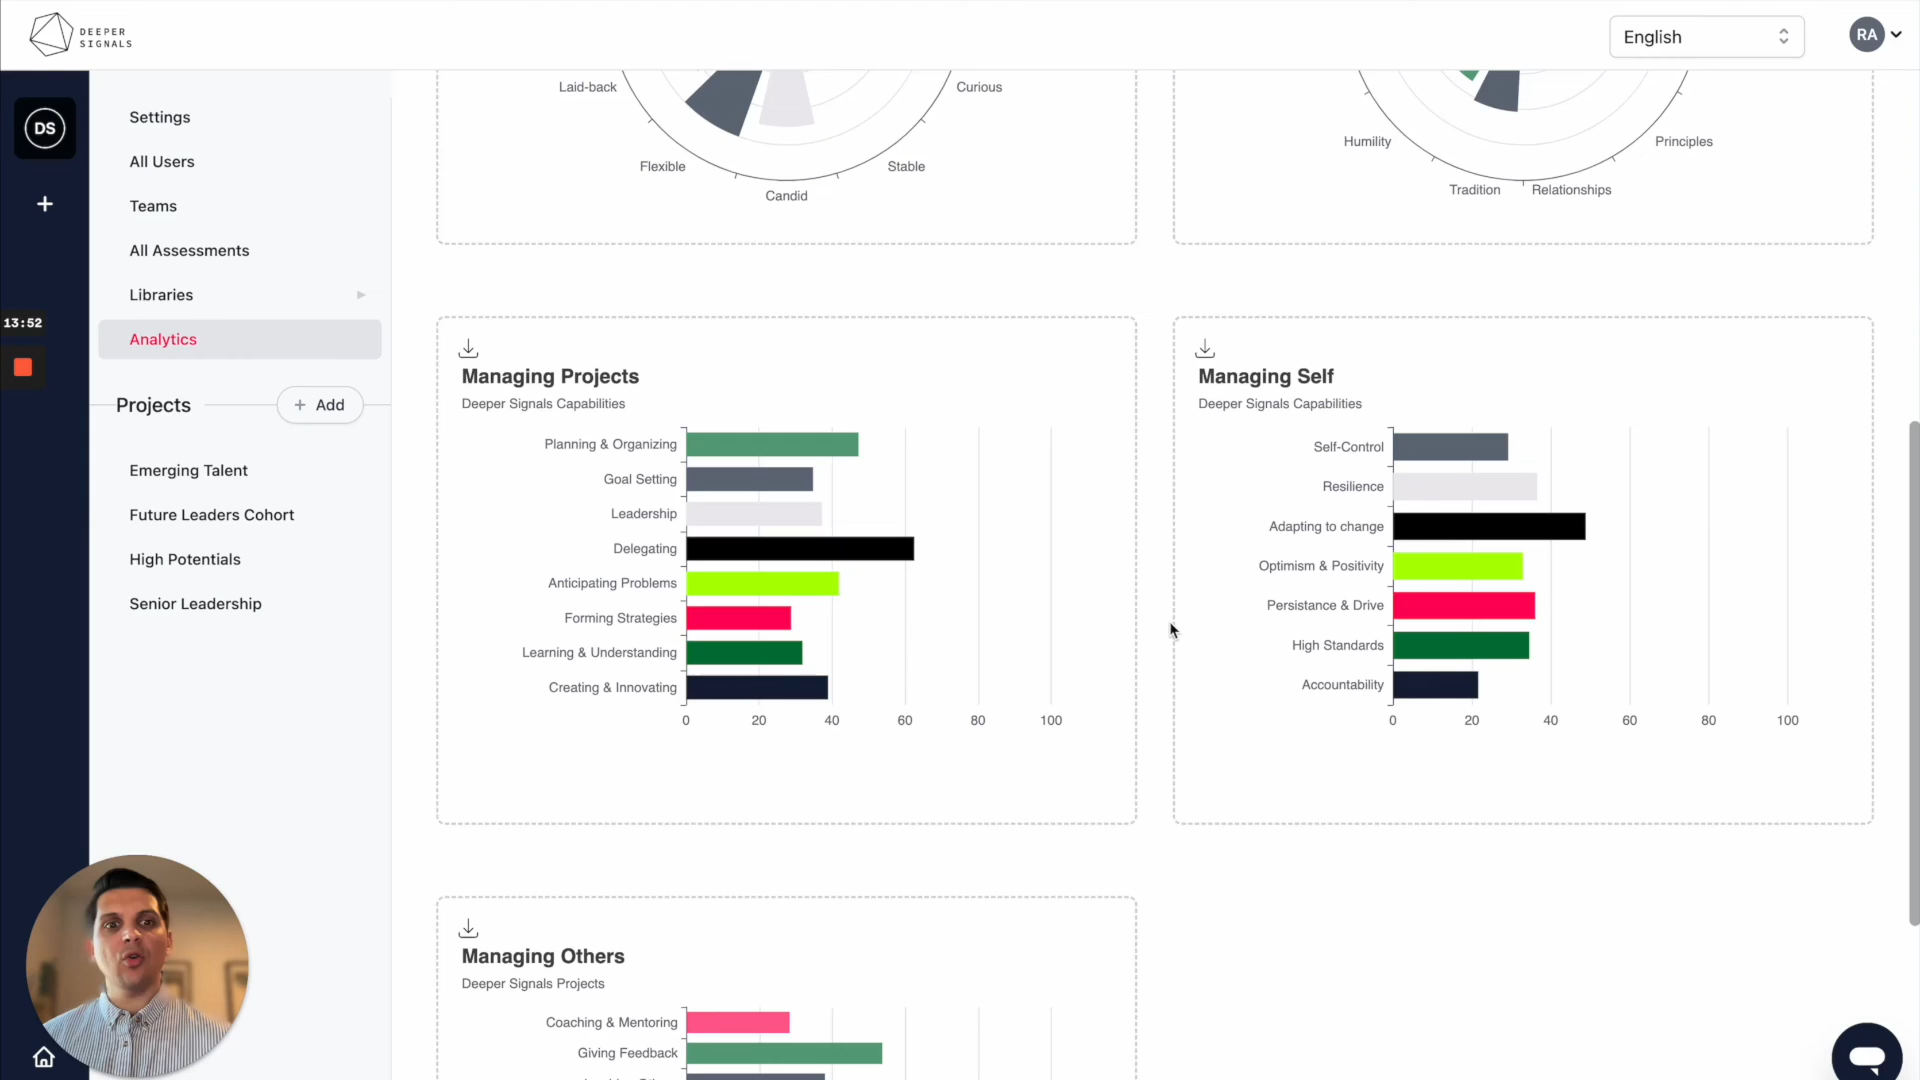 DEEPER
SIGNALS
English
RA
DS
Settings
All Users
Teams
All Assessments
Libraries
Analytics
13:52
Projects
+ Add
Emerging Talent
Future Leaders Cohort
High Potentials
Senior Leadership
Laid-back
Curious
Flexible
Stable
Candid
Humility
Principles
Tradition
Relationships
Managing Projects
Deeper Signals Capabilities
Planning & Organizing
Goal Setting
Leadership
Delegating
Anticipating Problems
Forming Strategies
Learning & Understanding
Creating & Innovating
0 20 40 60 80 100
Managing Self
Deeper Signals Capabilities
Self-Control
Resilience
Adapting to change
Optimism & Positivity
Persistance & Drive
High Standards
Accountability
0 20 40 60 80 100
Managing Others
Deeper Signals Projects
Coaching & Mentoring
Giving Feedback